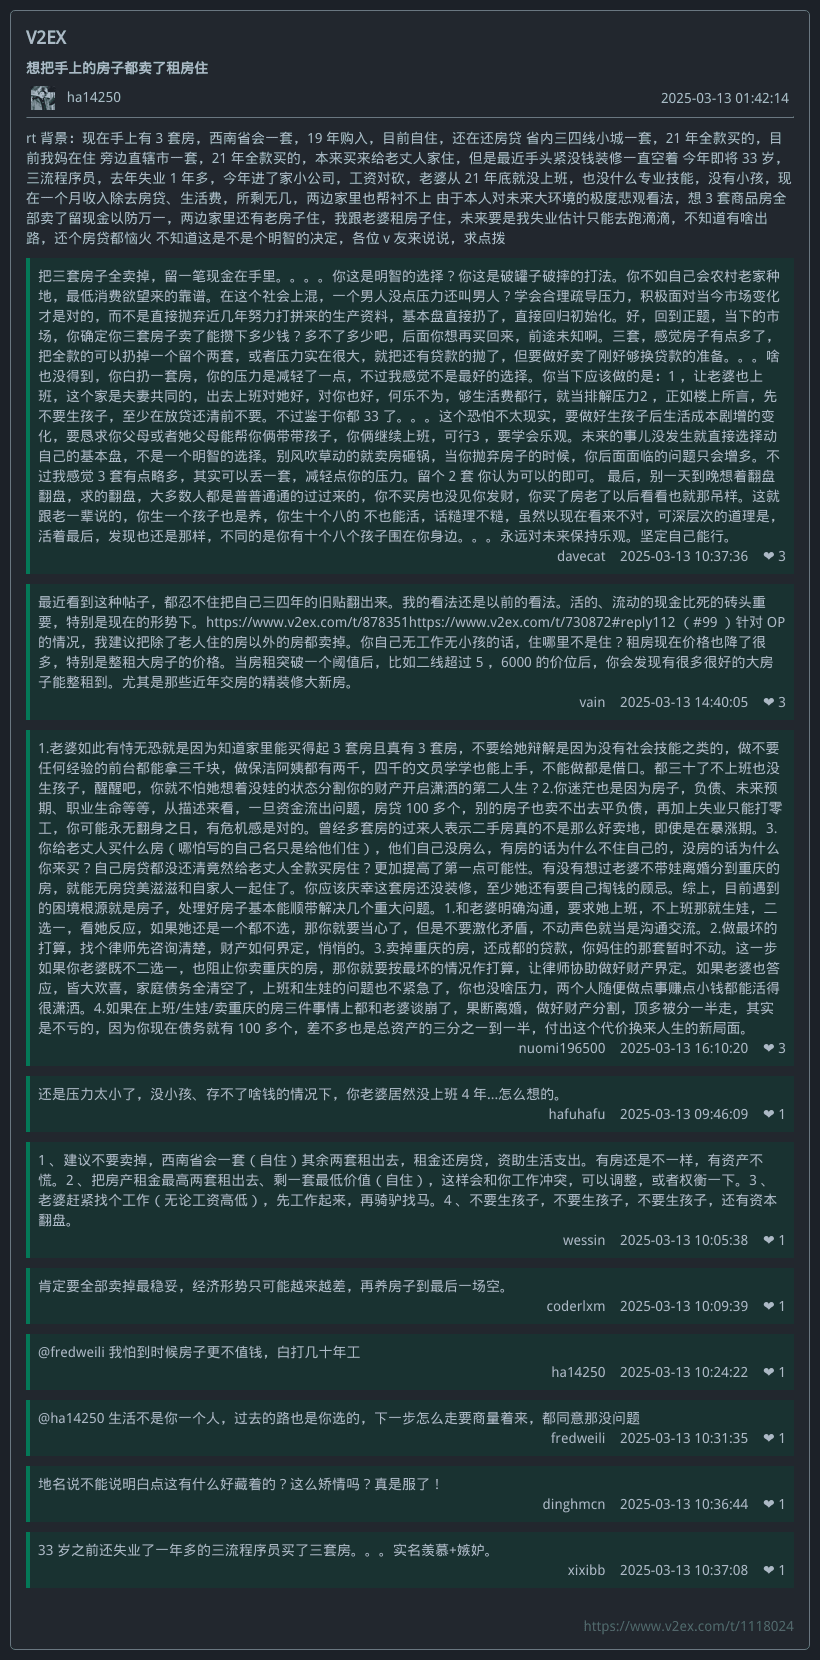 V2EX
想把手上的房子都卖了租房住
ha14250 2025-03-13 01:42:14
rt 背景：现在手上有 3 套房，西南省会一套，19 年购入，目前自住，还在还房贷 省内三四线小城一套，21 年全款买的，目
前我妈在住 旁边直辖市一套，21 年全款买的，本来买来给老丈人家住，但是最近手头紧没钱装修一直空着 今年即将 33 岁，
三流程序员，去年失业 1 年多，今年进了家小公司，工资对砍，老婆从 21 年底就没上班，也没什么专业技能，没有小孩，现
在一个月收入除去房贷、生活费，所剩无几，两边家里也帮衬不上 由于本人对未来大环境的极度悲观看法，想 3 套商品房全
部卖了留现金以防万一，两边家里还有老房子住，我跟老婆租房子住，未来要是我失业估计只能去跑滴滴，不知道有啥出
路，还个房贷都恼火 不知道这是不是个明智的决定，各位 v 友来说说，求点拨
把三套房子全卖掉，留一笔现金在手里。。。。你这是明智的选择？你这是破罐子破摔的打法。你不如自己会农村老家种
地，最低消费欲望来的靠谱。在这个社会上混，一个男人没点压力还叫男人？学会合理疏导压力，积极面对当今市场变化
才是对的，而不是直接抛弃近几年努力打拼来的生产资料，基本盘直接扔了，直接回归初始化。好，回到正题，当下的市
场，你确定你三套房子卖了能攒下多少钱？多不了多少吧，后面你想再买回来，前途未知啊。三套，感觉房子有点多了，
把全款的可以扔掉一个留个两套，或者压力实在很大，就把还有贷款的抛了，但要做好卖了刚好够换贷款的准备。。。啥
也没得到，你白扔一套房，你的压力是减轻了一点，不过我感觉不是最好的选择。你当下应该做的是：1 ，让老婆也上
班，这个家是夫妻共同的，出去上班对她好，对你也好，何乐不为，够生活费都行，就当排解压力2 ，正如楼上所言，先
不要生孩子，至少在放贷还清前不要。不过鉴于你都 33 了。。。这个恐怕不太现实，要做好生孩子后生活成本剧增的变
化，要恳求你父母或者她父母能帮你俩带带孩子，你俩继续上班，可行3 ，要学会乐观。未来的事儿没发生就直接选择动
自己的基本盘，不是一个明智的选择。别风吹草动的就卖房砸锅，当你抛弃房子的时候，你后面面临的问题只会增多。不
过我感觉 3 套有点略多，其实可以丢一套，减轻点你的压力。留个 2 套 你认为可以的即可。 最后，别一天到晚想着翻盘
翻盘，求的翻盘，大多数人都是普普通通的过过来的，你不买房也没见你发财，你买了房老了以后看看也就那吊样。这就
跟老一辈说的，你生一个孩子也是养，你生十个八的 不也能活，话糙理不糙，虽然以现在看来不对，可深层次的道理是，
活着最后，发现也还是那样，不同的是你有十个八个孩子围在你身边。。。永远对未来保持乐观。坚定自己能行。
davecat 2025-03-13 10:37:36 ❤ 3
最近看到这种帖子，都忍不住把自己三四年的旧贴翻出来。我的看法还是以前的看法。活的、流动的现金比死的砖头重
要，特别是现在的形势下。https://www.v2ex.com/t/878351https://www.v2ex.com/t/730872#reply112 （ #99 ）针对 OP
的情况，我建议把除了老人住的房以外的房都卖掉。你自己无工作无小孩的话，住哪里不是住？租房现在价格也降了很
多，特别是整租大房子的价格。当房租突破一个阈值后，比如二线超过 5 ，6000 的价位后，你会发现有很多很好的大房
子能整租到。尤其是那些近年交房的精装修大新房。
vain 2025-03-13 14:40:05 ❤ 3
1.老婆如此有恃无恐就是因为知道家里能买得起 3 套房且真有 3 套房，不要给她辩解是因为没有社会技能之类的，做不要
任何经验的前台都能拿三千块，做保洁阿姨都有两千，四千的文员学学也能上手，不能做都是借口。都三十了不上班也没
生孩子，醒醒吧，你就不怕她想着没娃的状态分割你的财产开启潇洒的第二人生？2.你迷茫也是因为房子，负债、未来预
期、职业生命等等，从描述来看，一旦资金流出问题，房贷 100 多个，别的房子也卖不出去平负债，再加上失业只能打零
工，你可能永无翻身之日，有危机感是对的。曾经多套房的过来人表示二手房真的不是那么好卖地，即使是在暴涨期。3.
你给老丈人买什么房（哪怕写的自己名只是给他们住），他们自己没房么，有房的话为什么不住自己的，没房的话为什么
你来买？自己房贷都没还清竟然给老丈人全款买房住？更加提高了第一点可能性。有没有想过老婆不带娃离婚分到重庆的
房，就能无房贷美滋滋和自家人一起住了。你应该庆幸这套房还没装修，至少她还有要自己掏钱的顾忌。综上，目前遇到
的困境根源就是房子，处理好房子基本能顺带解决几个重大问题。1.和老婆明确沟通，要求她上班，不上班那就生娃，二
选一，看她反应，如果她还是一个都不选，那你就要当心了，但是不要激化矛盾，不动声色就当是沟通交流。2.做最坏的
打算，找个律师先咨询清楚，财产如何界定，悄悄的。3.卖掉重庆的房，还成都的贷款，你妈住的那套暂时不动。这一步
如果你老婆既不二选一，也阻止你卖重庆的房，那你就要按最坏的情况作打算，让律师协助做好财产界定。如果老婆也答
应，皆大欢喜，家庭债务全清空了，上班和生娃的问题也不紧急了，你也没啥压力，两个人随便做点事赚点小钱都能活得
很潇洒。4.如果在上班/生娃/卖重庆的房三件事情上都和老婆谈崩了，果断离婚，做好财产分割，顶多被分一半走，其实
是不亏的，因为你现在债务就有 100 多个，差不多也是总资产的三分之一到一半，付出这个代价换来人生的新局面。
nuomi196500 2025-03-13 16:10:20 ❤ 3
还是压力太小了，没小孩、存不了啥钱的情况下，你老婆居然没上班 4 年...怎么想的。
hafuhafu 2025-03-13 09:46:09 ❤ 1
1 、建议不要卖掉，西南省会一套（自住）其余两套租出去，租金还房贷，资助生活支出。有房还是不一样，有资产不
慌。2 、把房产租金最高两套租出去、剩一套最低价值（自住），这样会和你工作冲突，可以调整，或者权衡一下。3 、
老婆赶紧找个工作（无论工资高低），先工作起来，再骑驴找马。4 、不要生孩子，不要生孩子，不要生孩子，还有资本
翻盘。
wessin 2025-03-13 10:05:38 ❤ 1
肯定要全部卖掉最稳妥，经济形势只可能越来越差，再养房子到最后一场空。
coderlxm 2025-03-13 10:09:39 ❤ 1
@fredweili 我怕到时候房子更不值钱，白打几十年工
ha14250 2025-03-13 10:24:22 ❤ 1
@ha14250 生活不是你一个人，过去的路也是你选的，下一步怎么走要商量着来，都同意那没问题
fredweili 2025-03-13 10:31:35 ❤ 1
地名说不能说明白点这有什么好藏着的？这么矫情吗？真是服了！
dinghmcn 2025-03-13 10:36:44 ❤ 1
33 岁之前还失业了一年多的三流程序员买了三套房。。。实名羡慕+嫉妒。
xixibb 2025-03-13 10:37:08 ❤ 1
https://www.v2ex.com/t/1118024